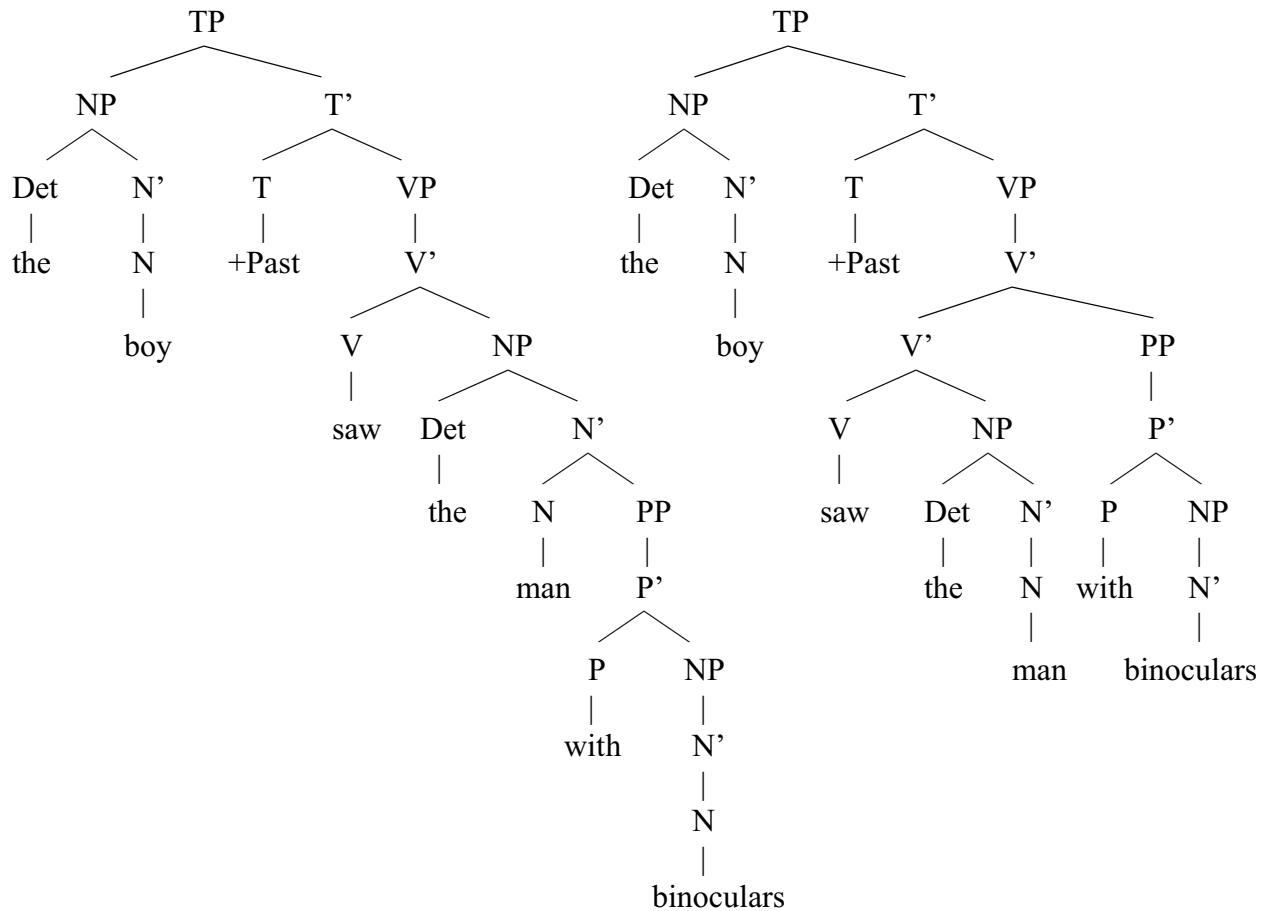 TP TP
NP T’ NP T’
Det N’ T VP Det N’ T VP
the N +Past V’ the N +Past V’
boy V NP boy V’ PP
saw Det N’ V NP P’
the N PP saw Det N’ P NP
man P’ the N with N’
P NP man binoculars
with N’
N
binoculars